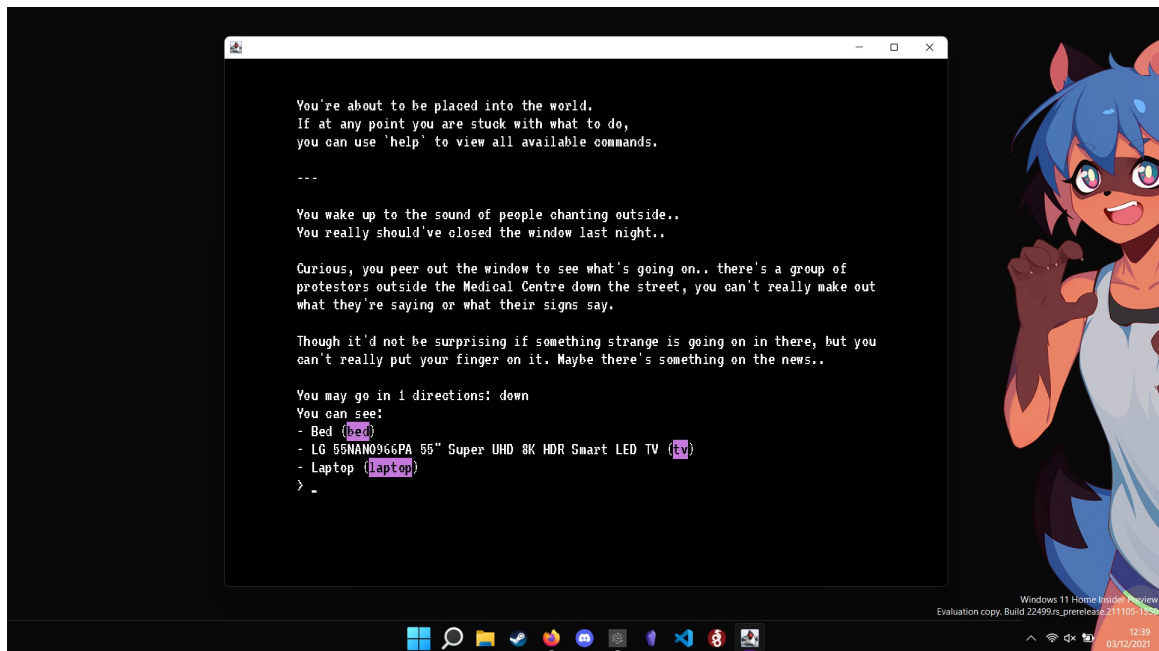 You're about to be placed into the world.
If at any point you are stuck with what to do,
you can use `help` to view all available commands.
---
You wake up to the sound of people chanting outside..
You really should've closed the window last night..
Curious, you peer out the window to see what's going on.. there's a group of
protestors outside the Medical Centre down the street, you can't really make out
what they're saying or what their signs say.
Though it'd not be surprising if something strange is going on in there, but you
can't really put your finger on it. Maybe there's something on the news..
You may go in 1 directions: down
You can see:
- Bed (bed)
- LG 55NANO966PA 55" Super UHD 8K HDR Smart LED TV (tv)
- Laptop (laptop)
> _
Windows 11 Home Insider Preview
Evaluation copy. Build 22499.rs_prerelease.211105-1550
12:39
03/12/2021